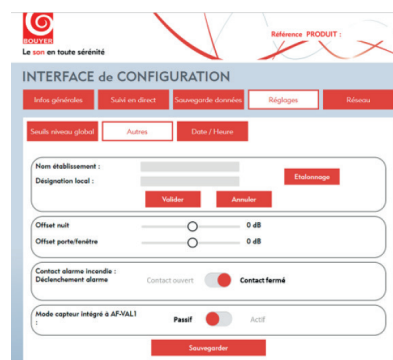 BOUYER
Le son en toute sérénité
Référence PRODUIT :
INTERFACE de CONFIGURATION
Infos générales Suivi en direct Sauvegarde données Réglages Réseau
Seuils niveau global Autres Date / Heure
Nom établissement :
Désignation local :
Etalonnage
Valider Annuler
Offset nuit 0 dB
Offset porte/fenêtre 0 dB
Contact alarme incendie :
Déclenchement alarme Contact ouvert Contact fermé
Mode capteur intégré à AF-VAL1
: Passif Actif
Sauvegarder